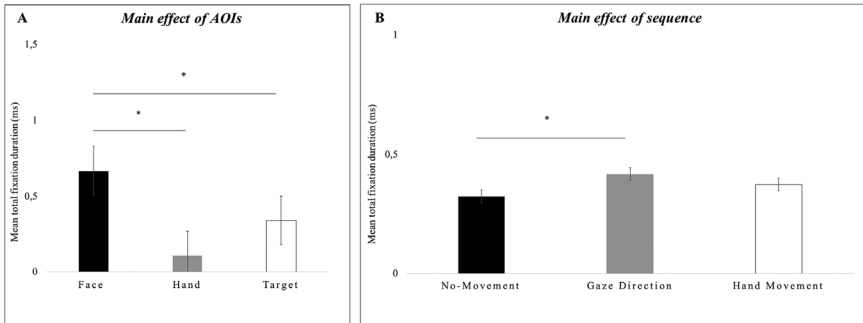 A
Main effect of AOIs
Mean total fixation duration (ms)
1,5
1
0,5
0
*
*
Face Hand Target
B
Main effect of sequence
Mean total fixation duration (ms)
1
0,5
0
*
No-Movement Gaze Direction Hand Movement